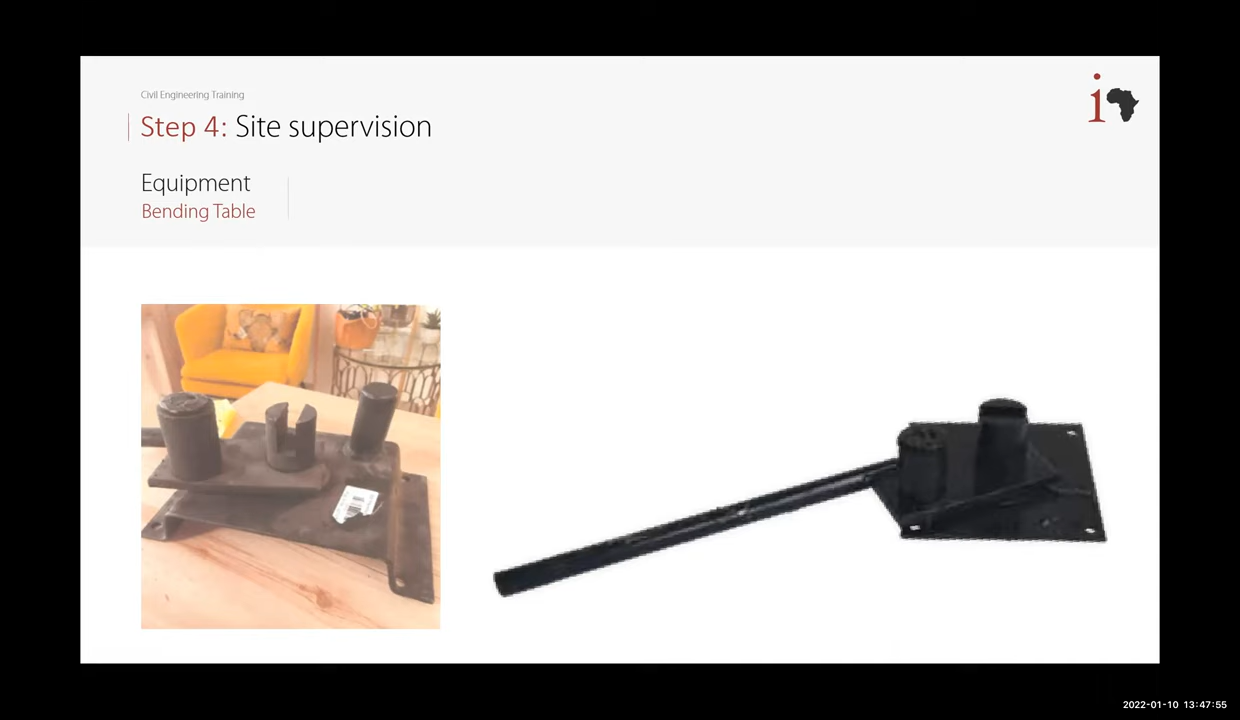 Civil Engineering Training
Step 4: Site supervision
Equipment
Bending Table
i
2022-01-10 13:47:55